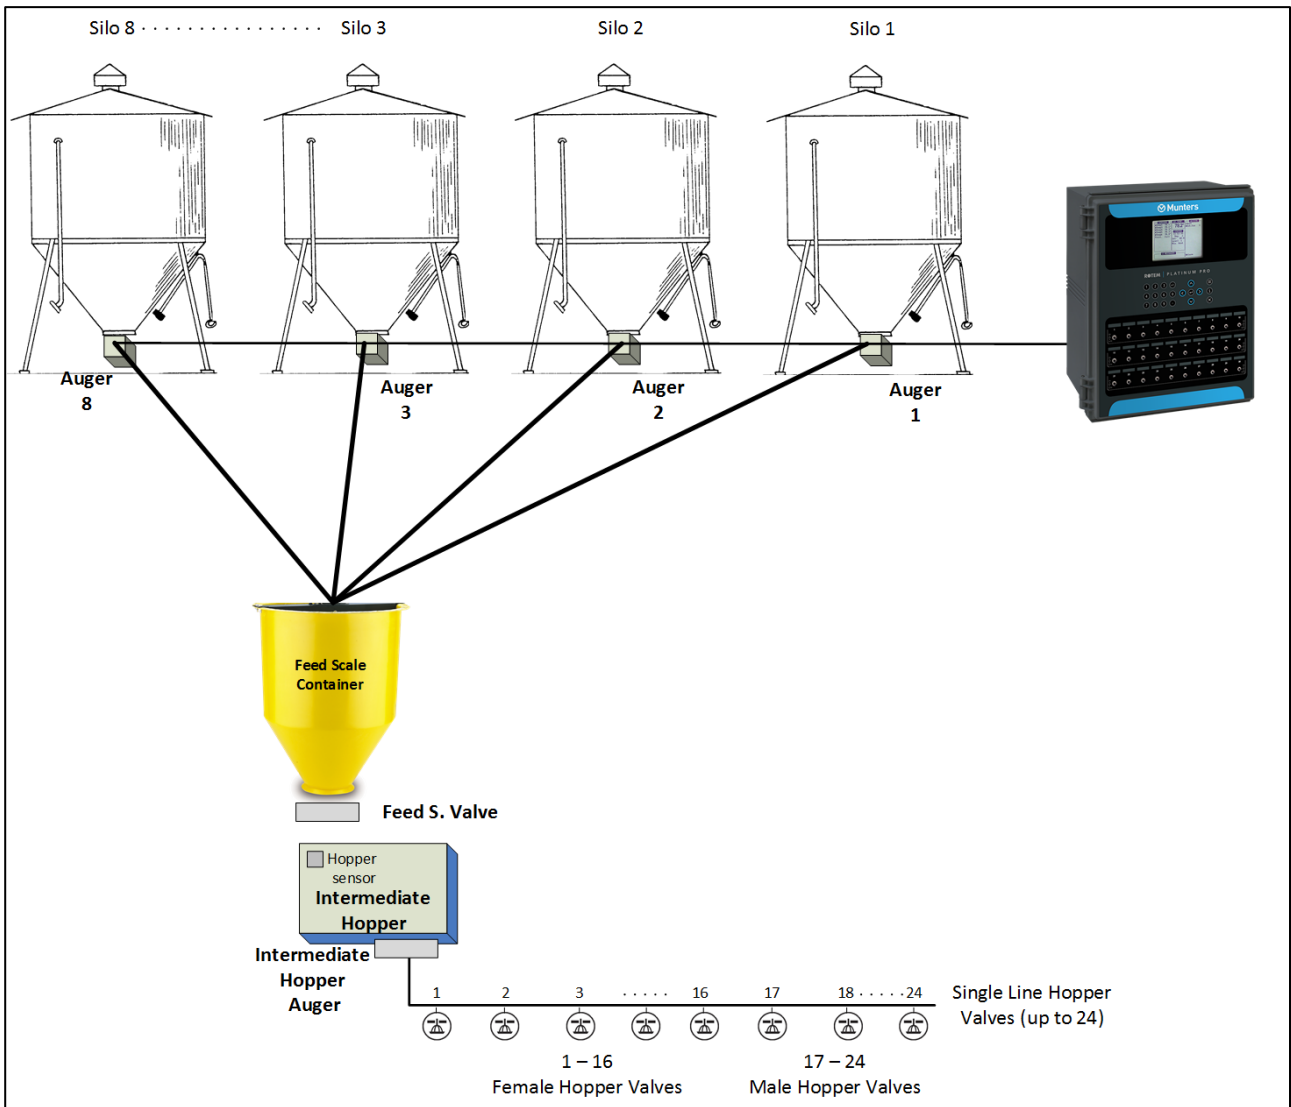 Silo 8 . . . . . . . . . . . . . . . . Silo 3 Silo 2 Silo 1
Munters
PLATINUM PRO
Auger
8
Auger
3
Auger
2
Auger
1
Feed Scale
Container
Feed S. Valve
Hopper
sensor
Intermediate
Hopper
Intermediate
Hopper
Auger
1 2 3 . . . . . 16 17 18 . . . . . 24
Single Line Hopper
Valves (up to 24)
1 – 16
Female Hopper Valves
17 – 24
Male Hopper Valves